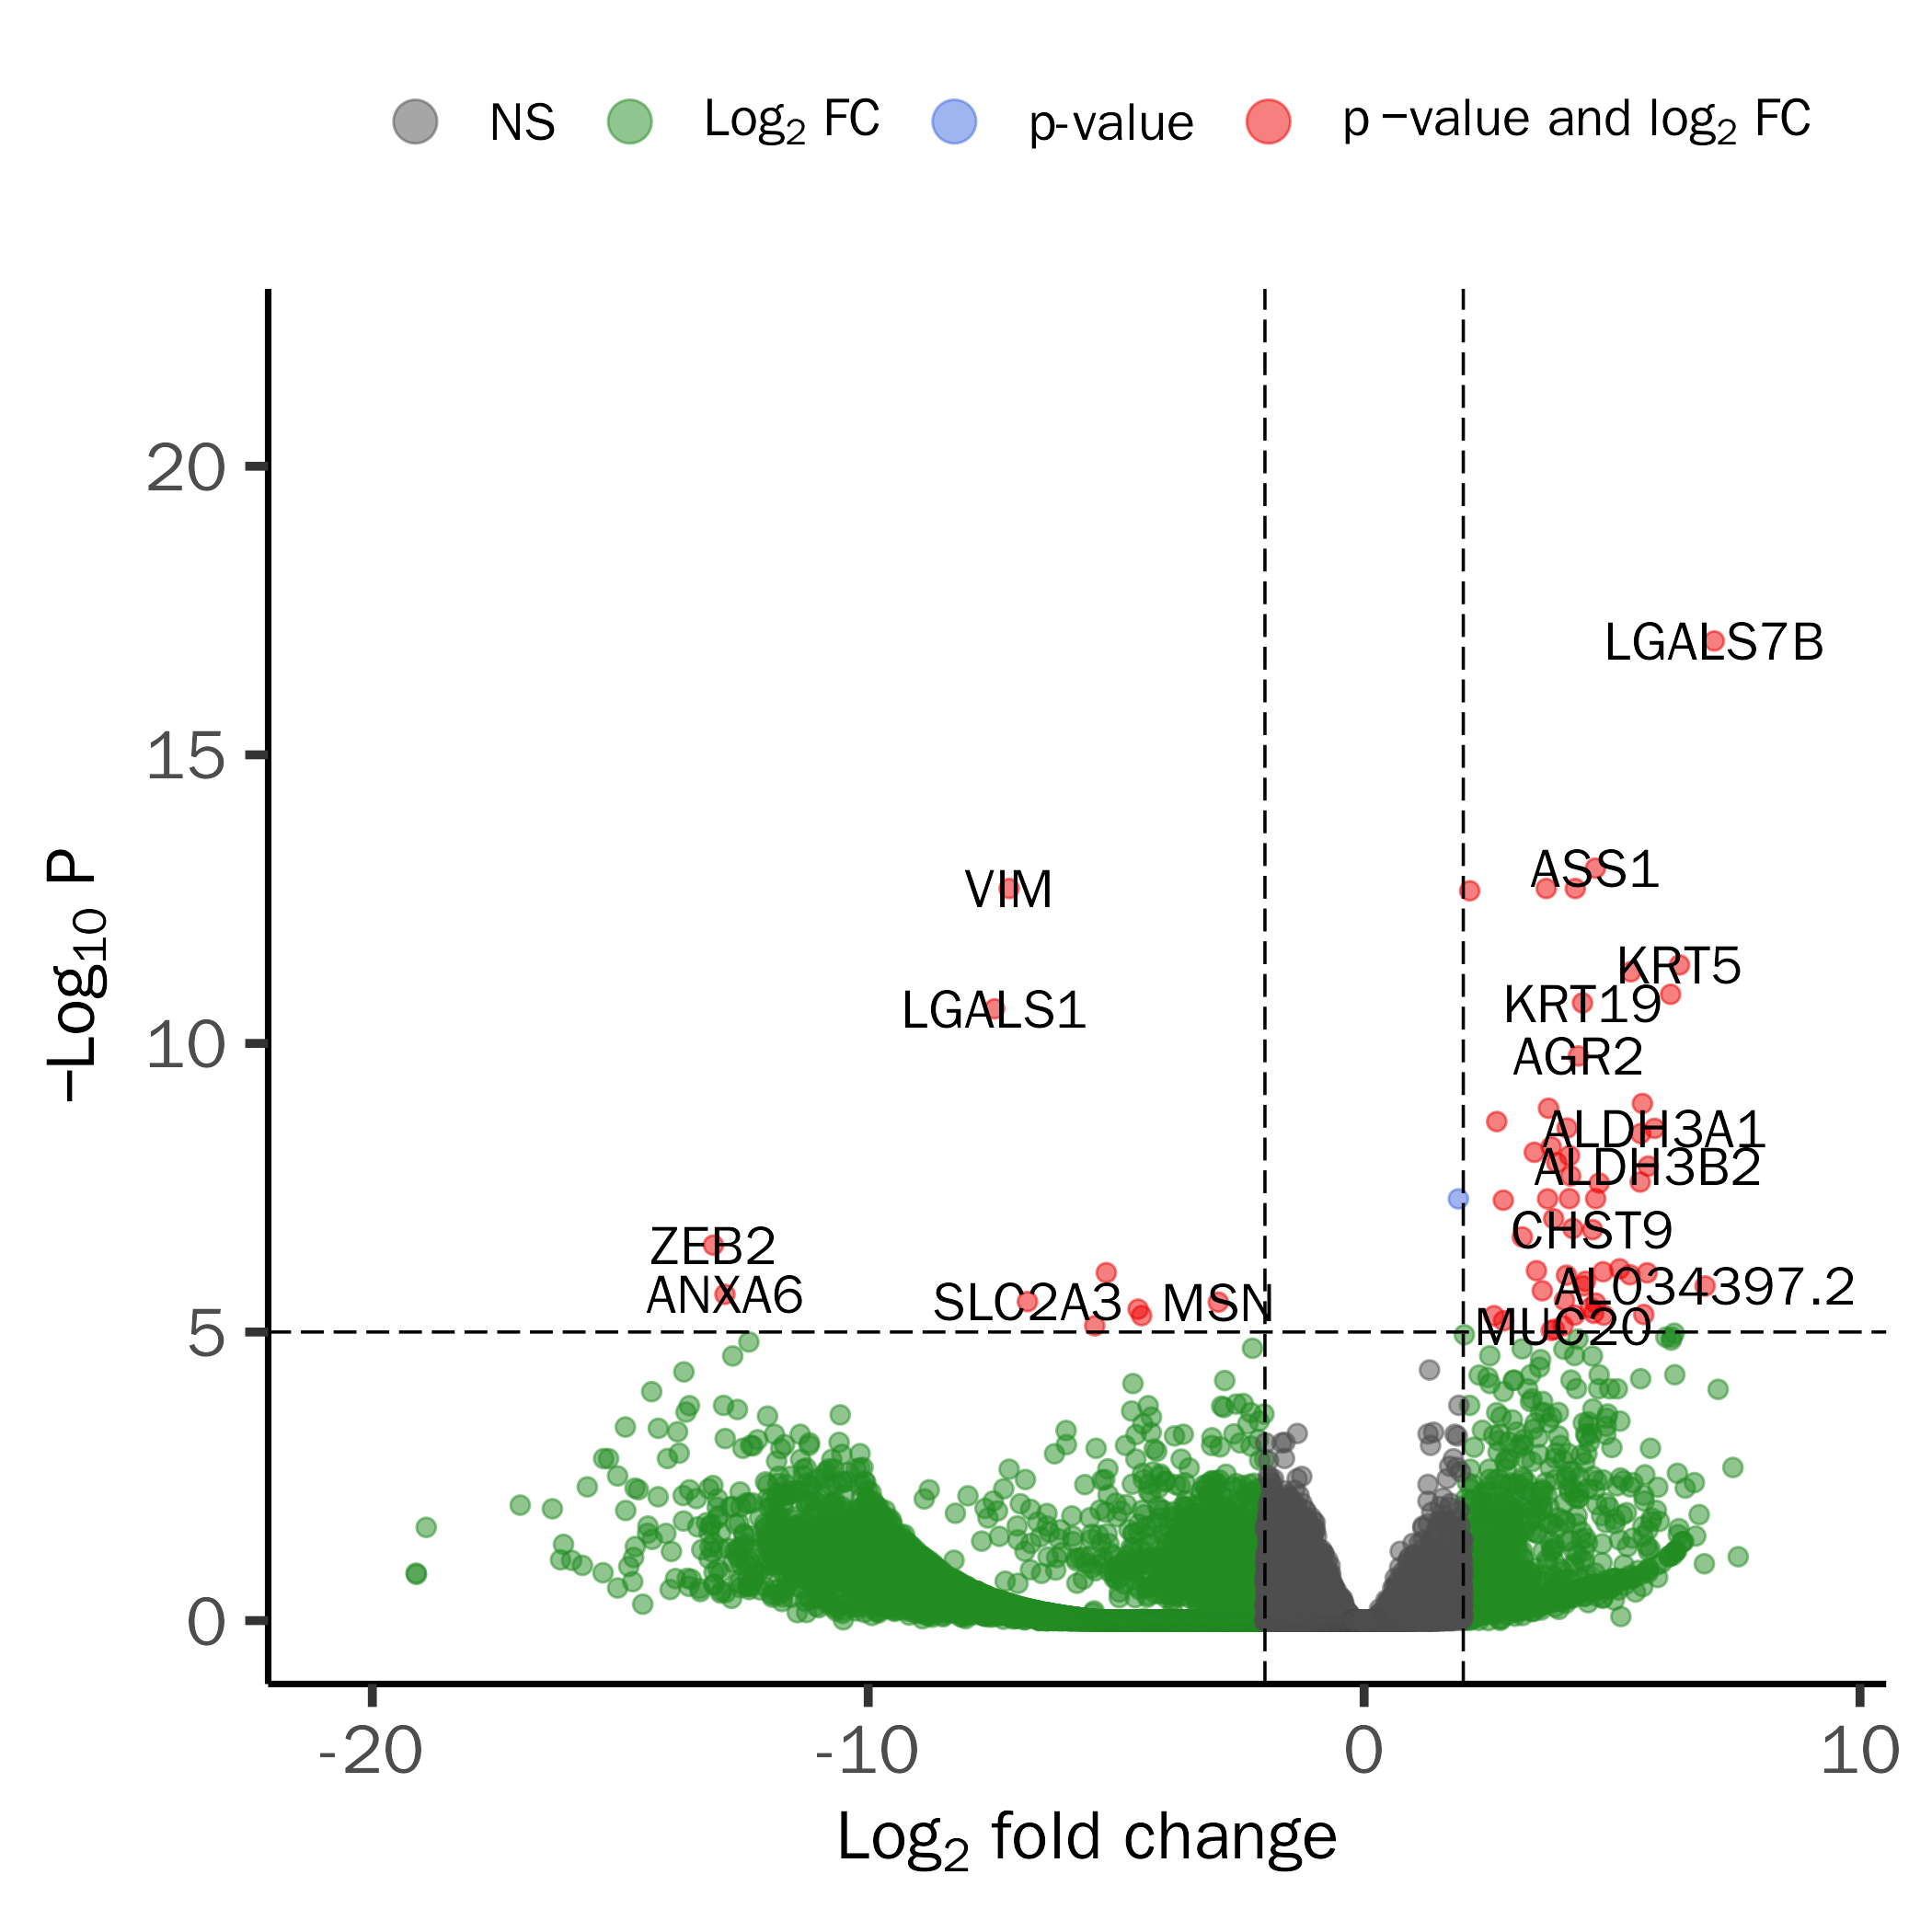 NS Log2 FC p-value p −value and log2 FC
20
15
10
5
0
−Log10 P
LGALS7B
ASS1
VIM
KRT5
KRT19
LGALS1
AGR2
ALDH3A1
ALDH3B2
CHST9
ZEB2
ANXA6
AL034397.2
SLC2A3
MSN
MUC20
-20 -10 0 10
Log2 fold change